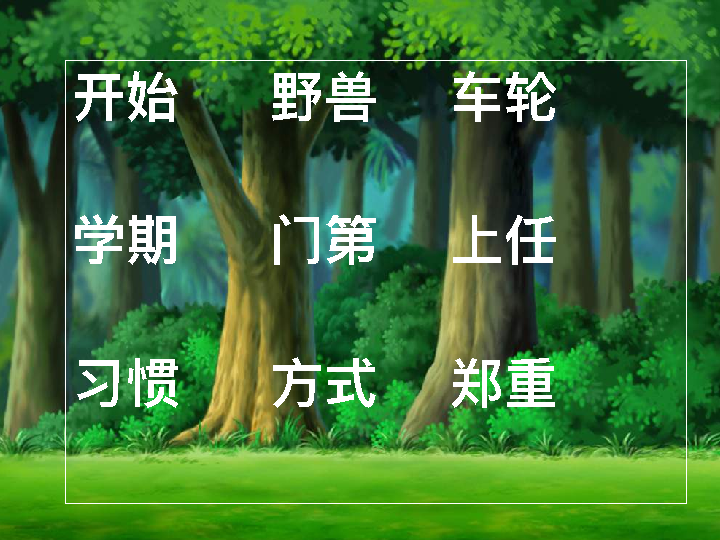 开始 野兽 车轮
学期 门第 上任
习惯 方式 郑重